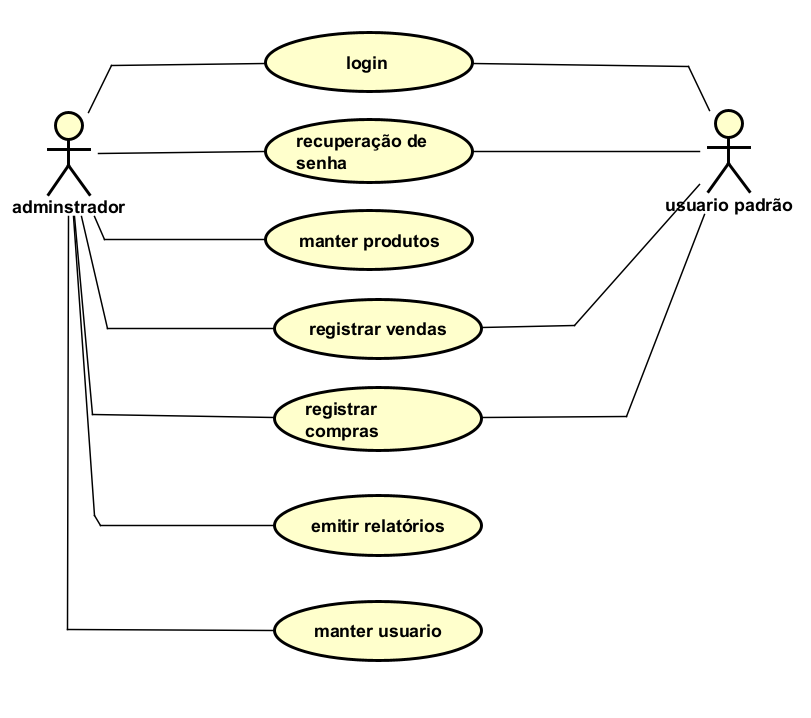 login
recuperação de
senha
adminstrador
usuario padrão
manter produtos
registrar vendas
registrar
compras
emitir relatórios
manter usuario